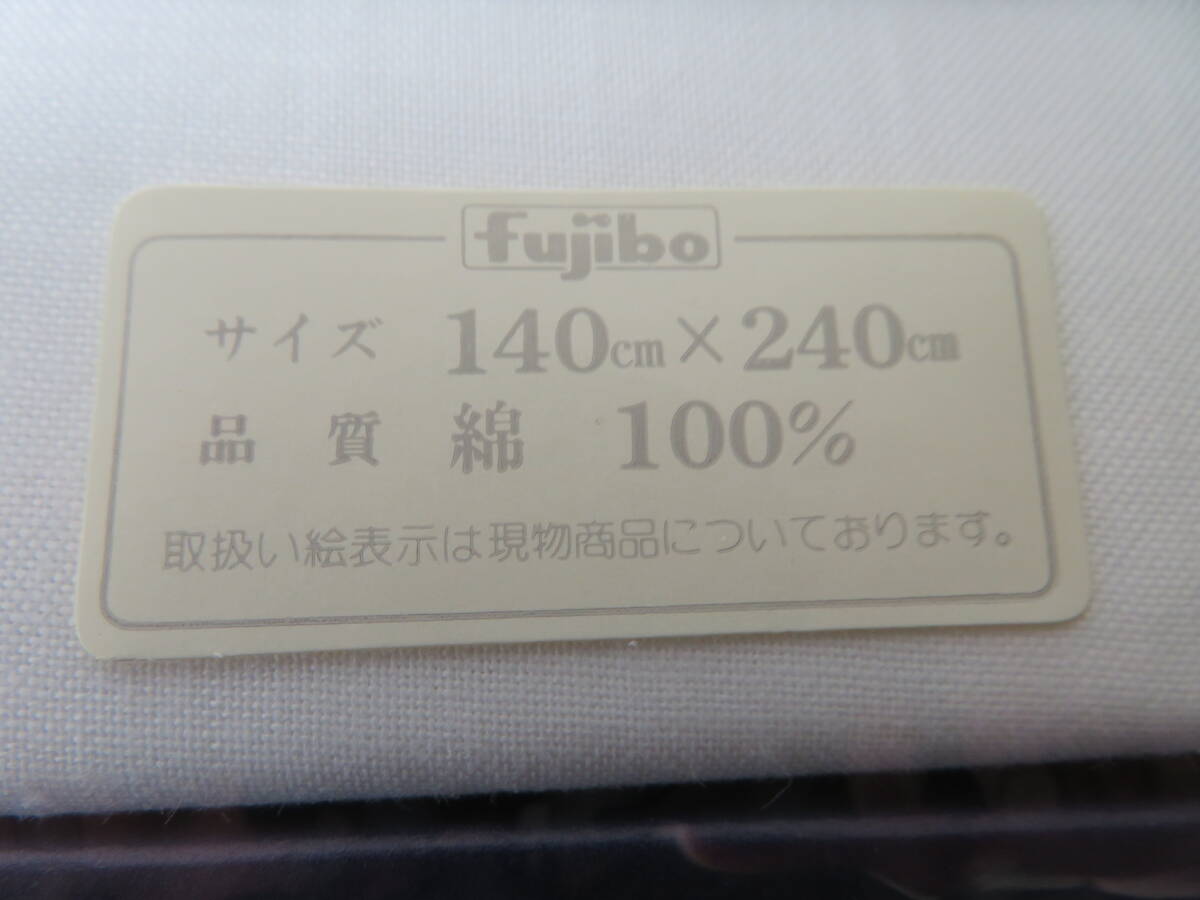 fujibo
サイズ 140cm×240cm
品質 綿 100%
取扱い絵表示は現物商品についております。